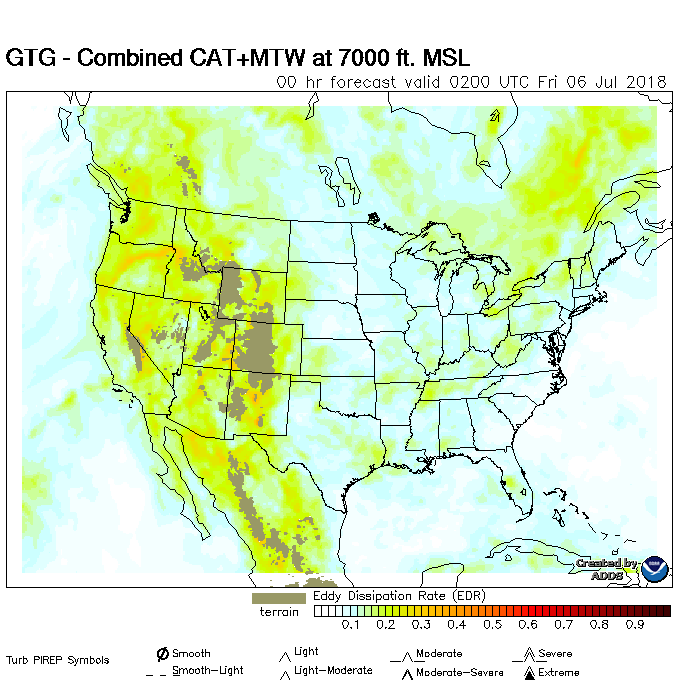 GTG - Combined CAT+MTW at 7000 ft. MSL
00 hr forecast valid 0200 UTC Fri 06 Jul 2018
Created by
ADDS
terrain
Eddy Dissipation Rate (EDR)
0.1 0.2 0.3 0.4 0.5 0.6 0.7 0.8 0.9
Turb PIREP Symbols
Smooth Light Moderate Severe
Smooth-Light Light-Moderate Moderate-Severe Extreme